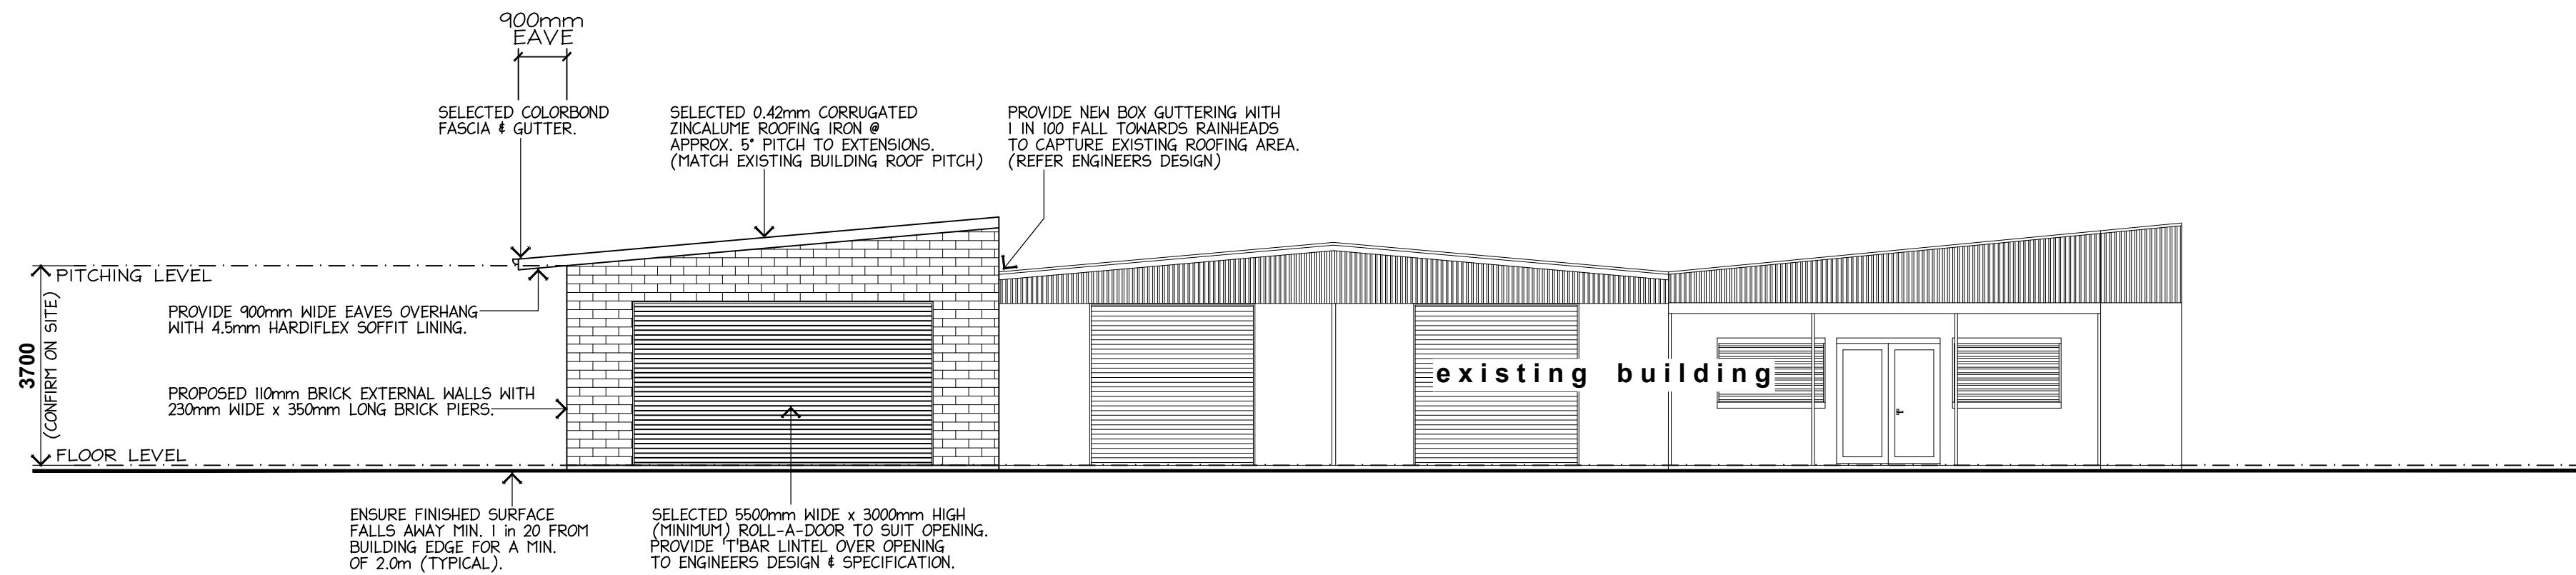 900mm
EAVE
SELECTED COLORBOND
FASCIA & GUTTER.
SELECTED 0.42mm CORRUGATED
ZINCALUME ROOFING IRON @
APPROX. 5° PITCH TO EXTENSIONS.
(MATCH EXISTING BUILDING ROOF PITCH)
PROVIDE NEW BOX GUTTERING WITH
1 IN 100 FALL TOWARDS RAINHEADS
TO CAPTURE EXISTING ROOFING AREA.
(REFER ENGINEERS DESIGN)
PITCHING LEVEL
3700
(CONFIRM ON SITE)
PROVIDE 900mm WIDE EAVES OVERHANG
WITH 4.5mm HARDIFLEX SOFFIT LINING.
existing building
PROPOSED 110mm BRICK EXTERNAL WALLS WITH
230mm WIDE x 350mm LONG BRICK PIERS.
FLOOR LEVEL
ENSURE FINISHED SURFACE
FALLS AWAY MIN. 1 in 20 FROM
BUILDING EDGE FOR A MIN.
OF 2.0m (TYPICAL).
SELECTED 5500mm WIDE x 3000mm HIGH
(MINIMUM) ROLL-A-DOOR TO SUIT OPENING.
PROVIDE 'T'BAR LINTEL OVER OPENING
TO ENGINEERS DESIGN & SPECIFICATION.